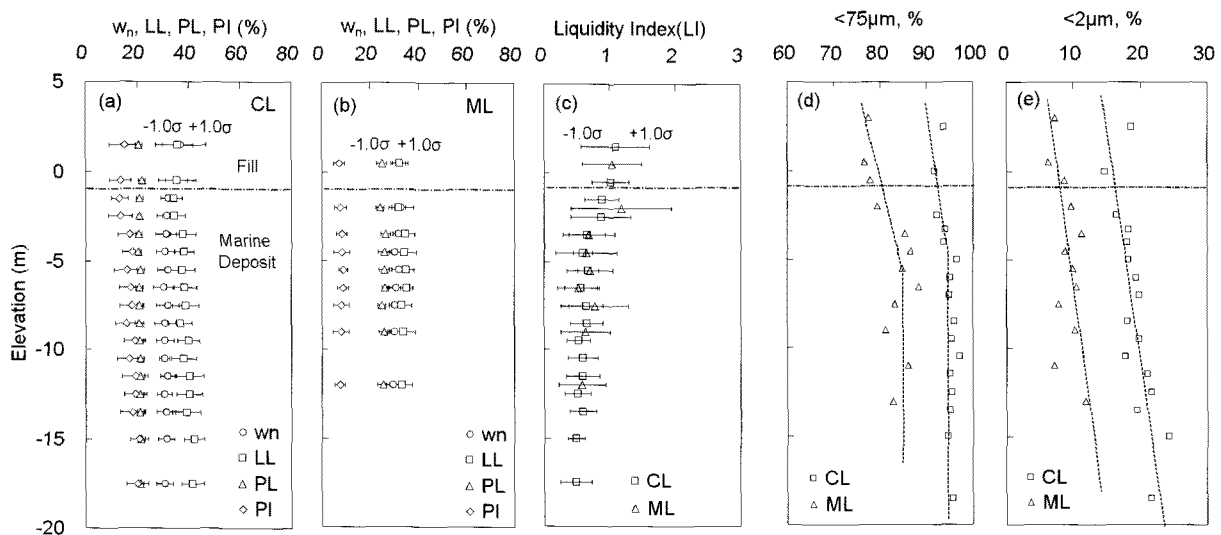 wn, LL, PL, PI (%)
0 20 40 60 80
wn, LL, PL, PI (%)
0 20 40 60 80
Liquidity Index(LI)
0 1 2 3
<75μm, %
60 70 80 90 100
<2μm, %
0 10 20 30
Elevation (m)
5
0
-5
-10
-15
-20
(a) CL
-1.0σ +1.0σ
Fill
Marine
Deposit
wn
LL
PL
PI
(b) ML
-1.0σ +1.0σ
wn
LL
PL
PI
(c)
-1.0σ +1.0σ
CL
ML
(d)
CL
ML
(e)
CL
ML